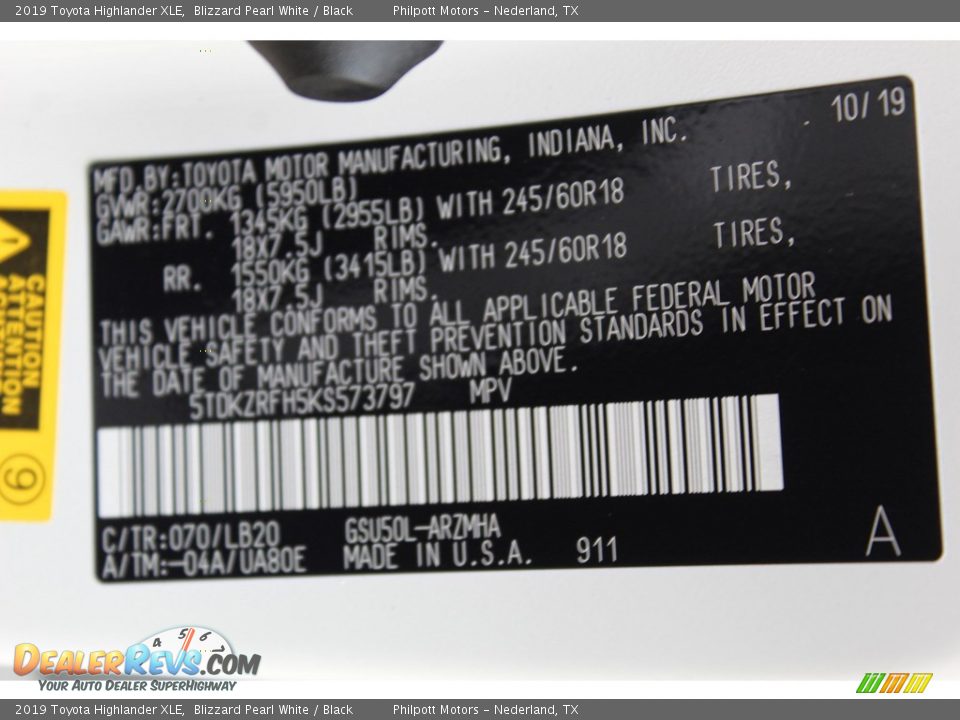 2019 Toyota Highlander XLE,  Blizzard Pearl White / Black          Philpott Motors – Nederland, TX
10/19
MFD.BY:TOYOTA MOTOR MANUFACTURING, INDIANA, INC.
GVWR:2700KG (5950LB)
GAWR:FRT. 1345KG (2955LB) WITH 245/60R18 TIRES,
18X7.5J RIMS.
RR. 1550KG (3415LB) WITH 245/60R18 TIRES,
18X7.5J RIMS.
THIS VEHICLE CONFORMS TO ALL APPLICABLE FEDERAL MOTOR
VEHICLE SAFETY AND THEFT PREVENTION STANDARDS IN EFFECT ON
THE DATE OF MANUFACTURE SHOWN ABOVE.
5TDKZRFH5KS573797 MPV
C/TR:070/LB20 GSU50L-ARZMHA
A/TM:-04A/UA80E MADE IN U.S.A. 911
A
CAUTION
ATTENTION
9
4 5 6
DEALERREVS.COM
YOUR AUTO DEALER SUPERHIGHWAY
2019 Toyota Highlander XLE,  Blizzard Pearl White / Black          Philpott Motors – Nederland, TX